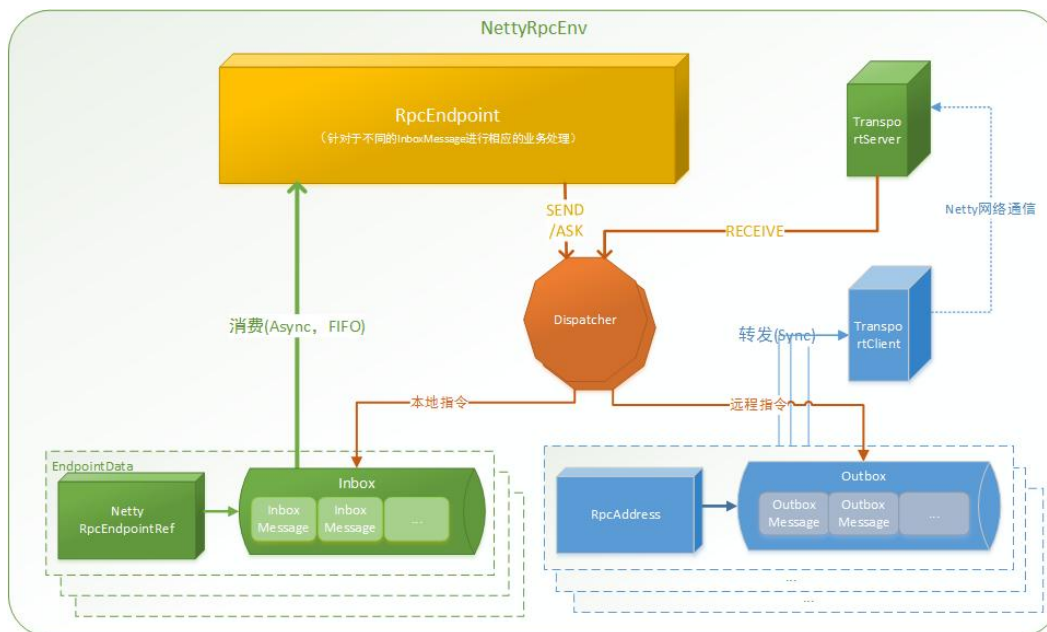 NettyRpcEnv
RpcEndpoint
（针对于不同的InboxMessage进行相应的业务处理）
Transpo
rtServer
SEND
/ASK
RECEIVE
Netty网络通信
Dispatcher
消费(Async，FIFO)
转发(Sync)
Transpo
rtClient
本地指令
远程指令
EndpointData
Netty
RpcEndpointRef
Inbox
Inbox
Message
Inbox
Message
...
RpcAddress
Outbox
Outbox
Message
Outbox
Message
...
...
...